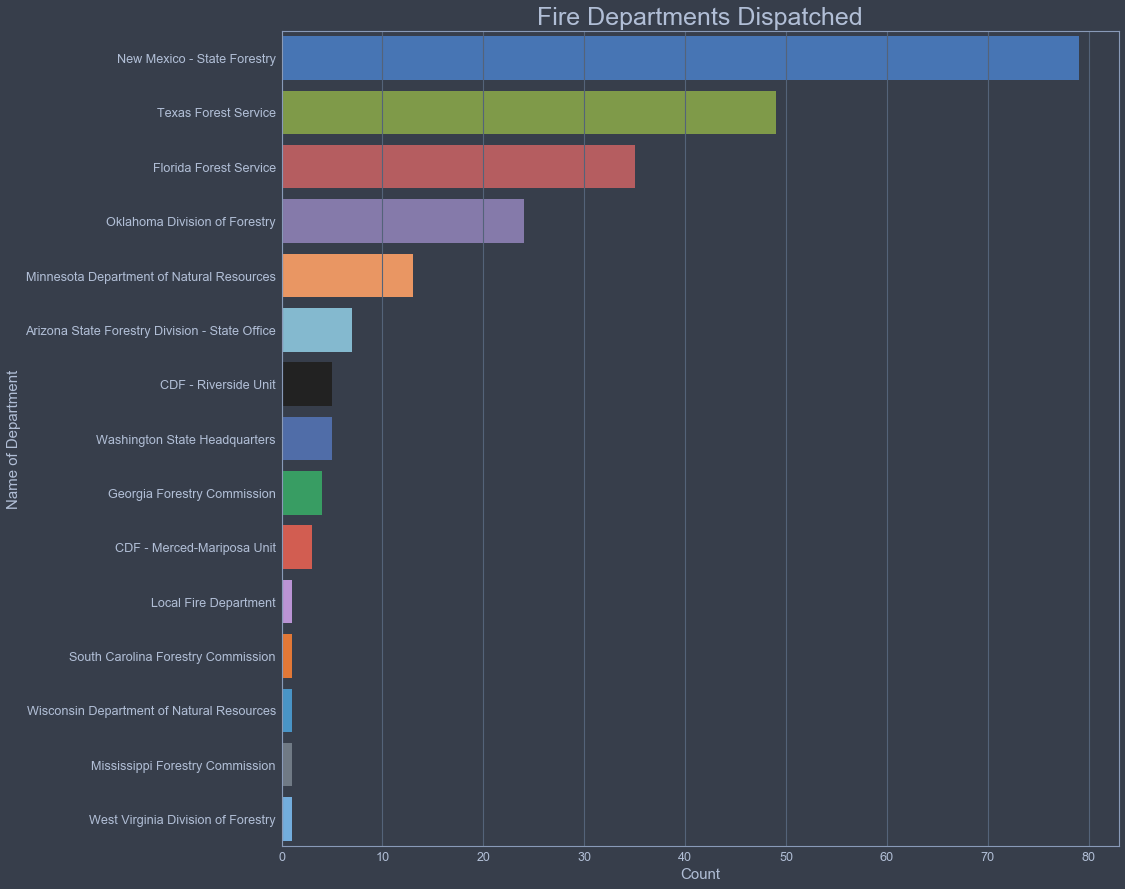 Fire Departments Dispatched
New Mexico - State Forestry
Texas Forest Service
Florida Forest Service
Oklahoma Division of Forestry
Minnesota Department of Natural Resources
Arizona State Forestry Division - State Office
CDF - Riverside Unit
Washington State Headquarters
Georgia Forestry Commission
CDF - Merced-Mariposa Unit
Local Fire Department
South Carolina Forestry Commission
Wisconsin Department of Natural Resources
Mississippi Forestry Commission
West Virginia Division of Forestry
Name of Department
0 10 20 30 40 50 60 70 80
Count